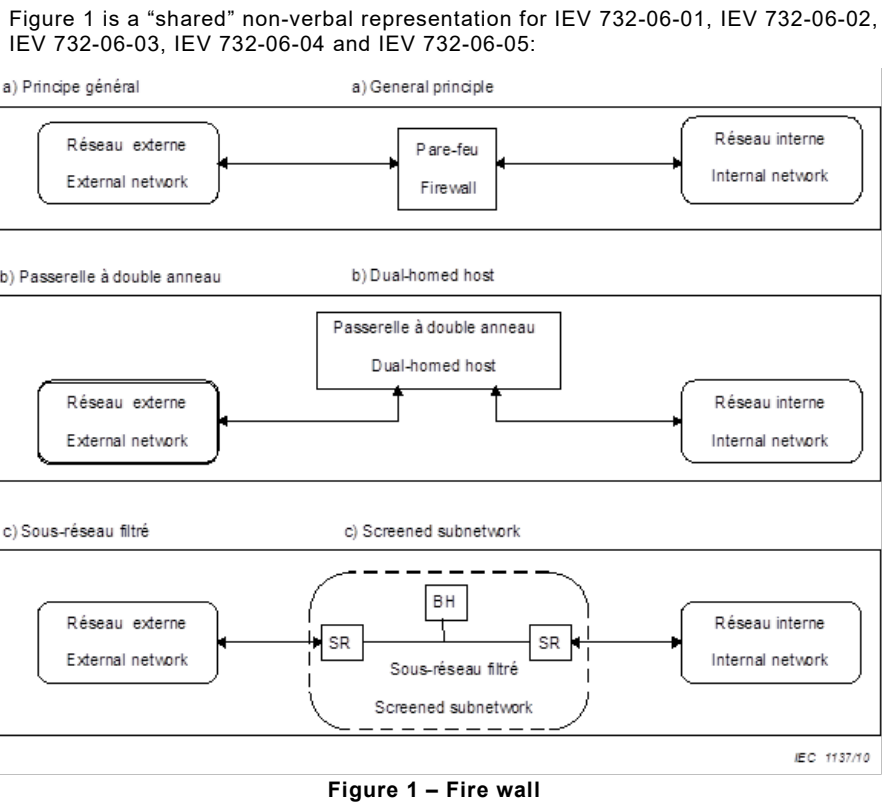 Figure 1 is a “shared” non-verbal representation for IEV 732-06-01, IEV 732-06-02,
IEV 732-06-03, IEV 732-06-04 and IEV 732-06-05:
a) Principe général
a) General principle
Réseau externe
External network
Pare-feu
Firewall
Réseau interne
Internal network
b) Passerelle à double anneau
b) Dual-homed host
Passerelle à double anneau
Dual-homed host
Réseau externe
External network
Réseau interne
Internal network
c) Sous-réseau filtré
c) Screened subnetwork
Réseau externe
External network
BH
SR
SR
Sous-réseau filtré
Screened subnetwork
Réseau interne
Internal network
IEC 1137/10
Figure 1 – Fire wall